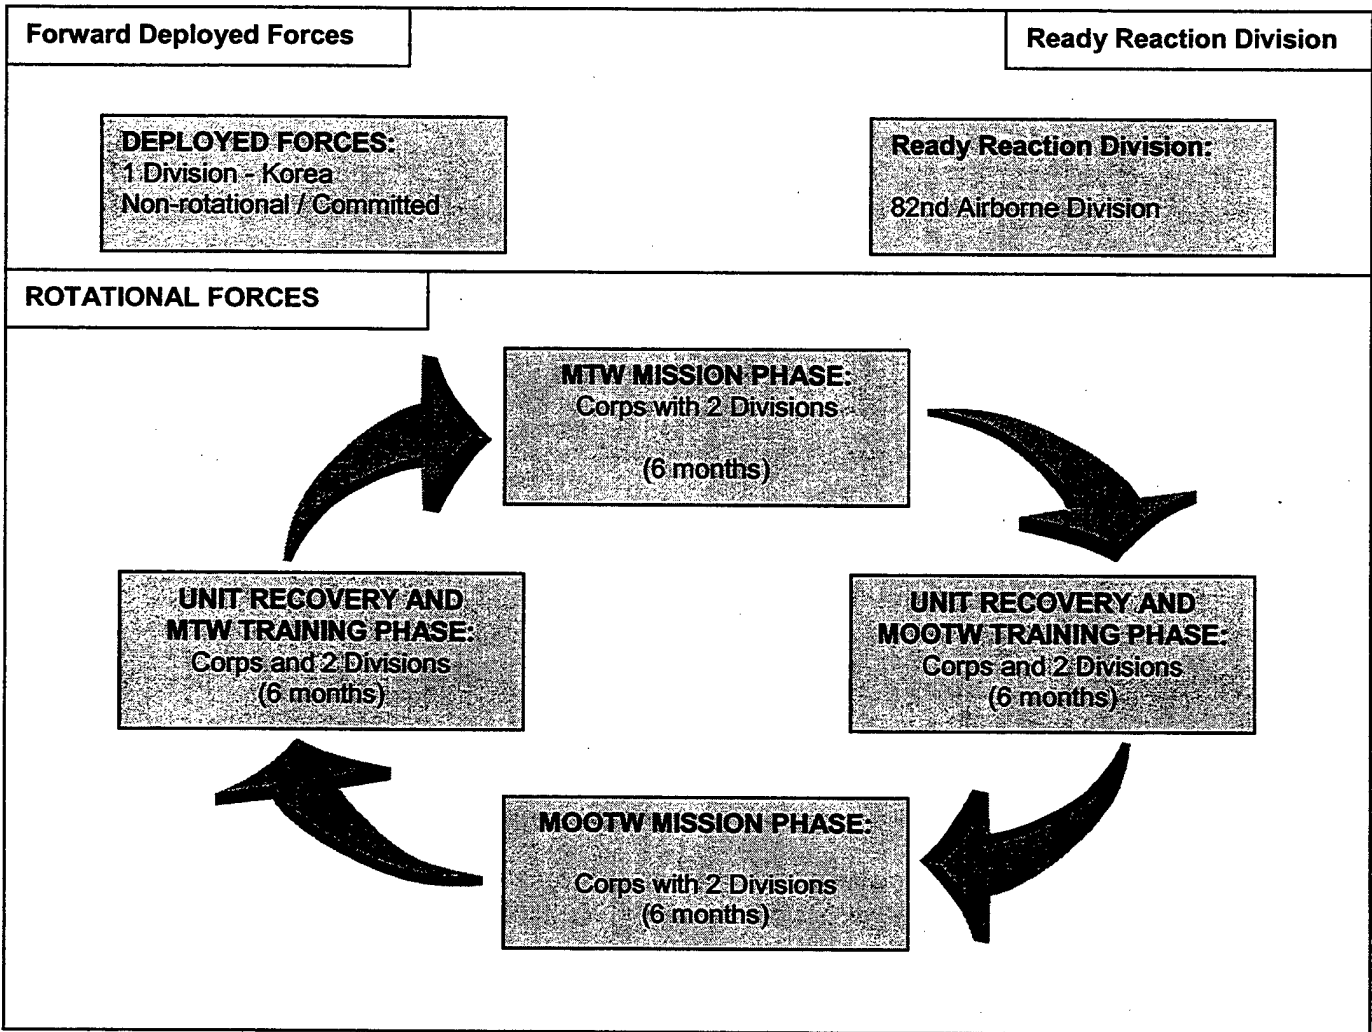 Forward Deployed Forces
Ready Reaction Division
DEPLOYED FORCES:
1 Division - Korea
Non-rotational / Committed
Ready Reaction Division:
82nd Airborne Division
ROTATIONAL FORCES
MTW MISSION PHASE:
Corps with 2 Divisions
(6 months)
UNIT RECOVERY AND
MTW TRAINING PHASE:
Corps and 2 Divisions
(6 months)
UNIT RECOVERY AND
MOOTW TRAINING PHASE:
Corps and 2 Divisions
(6 months)
MOOTW MISSION PHASE:
Corps with 2 Divisions
(6 months)